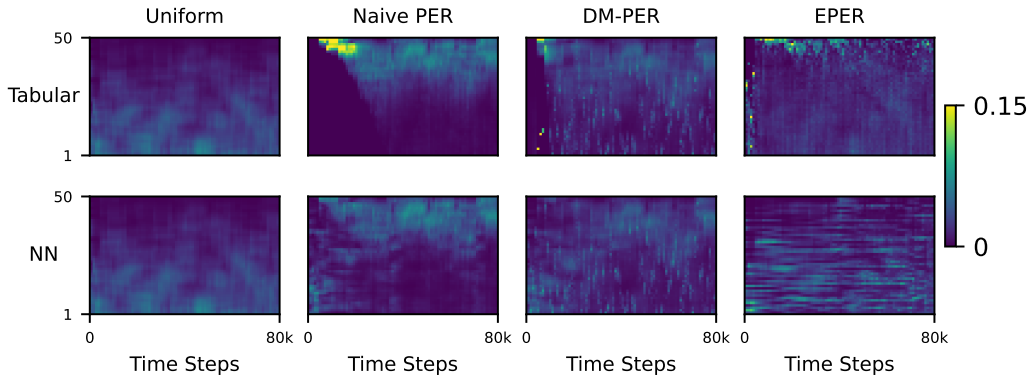 Uniform Naive PER DM-PER EPER
50
Tabular
1
0.15
50
NN
0
1
0 80k 0 80k 0 80k 0 80k
Time Steps Time Steps Time Steps Time Steps